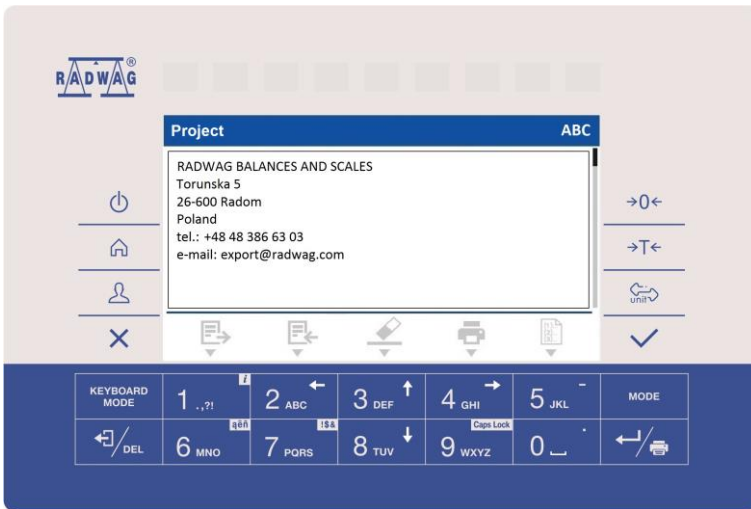 RADWAG®
Project ABC
RADWAG BALANCES AND SCALES
Torunska 5
26-600 Radom
Poland
tel.: +48 48 386 63 03
e-mail: export@radwag.com
→0←
→T←
unit
KEYBOARD MODE
1 .,?! i
2 ABC ←
3 DEF ↑
4 GHI →
5 JKL -
MODE
DEL
6 MNO ąêñ
7 PQRS !$&
8 TUV ↓
9 WXYZ Caps Lock
0 .